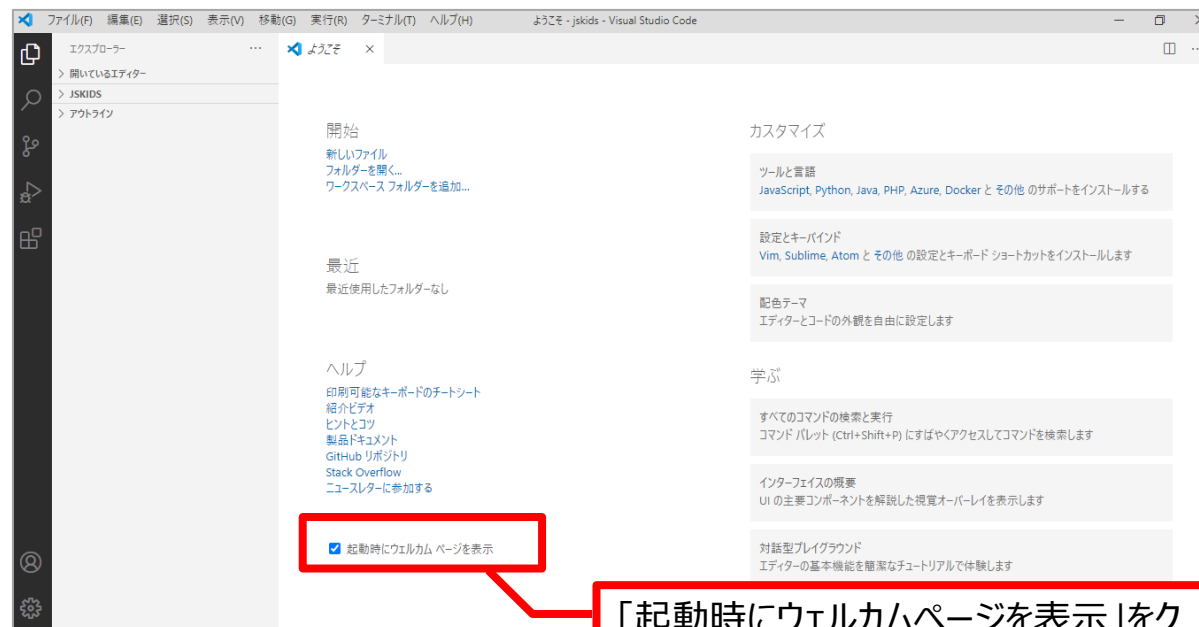 ファイル(F) 編集(E) 選択(S) 表示(V) 移動(G) 実行(R) ターミナル(T) ヘルプ(H) ようこそ - jskids - Visual Studio Code
エクスプローラー
ようこそ
> 開いているエディター
> JSKIDS
> アウトライン
開始
新しいファイル
フォルダーを開く...
ワークスペース フォルダーを追加...
最近
最近使用したフォルダーなし
ヘルプ
印刷可能なキーボードのチートシート
紹介ビデオ
ヒントとコツ
製品ドキュメント
GitHub リポジトリ
Stack Overflow
ニュースレターに参加する
起動時にウェルカム ページを表示
カスタマイズ
ツールと言語
JavaScript, Python, Java, PHP, Azure, Docker と その他 のサポートをインストールする
設定とキーバインド
Vim, Sublime, Atom と その他 の設定とキーボード ショートカットをインストールします
配色テーマ
エディターとコードの外観を自由に設定します
学ぶ
すべてのコマンドの検索と実行
コマンド パレット (Ctrl+Shift+P) にすばやくアクセスしてコマンドを検索します
インターフェイスの概要
UI の主要コンポーネントを解説した視覚オーバーレイを表示します
対話型プレイグラウンド
エディターの基本機能を簡潔なチュートリアルで体験します
「起動時にウェルカムページを表示」をク